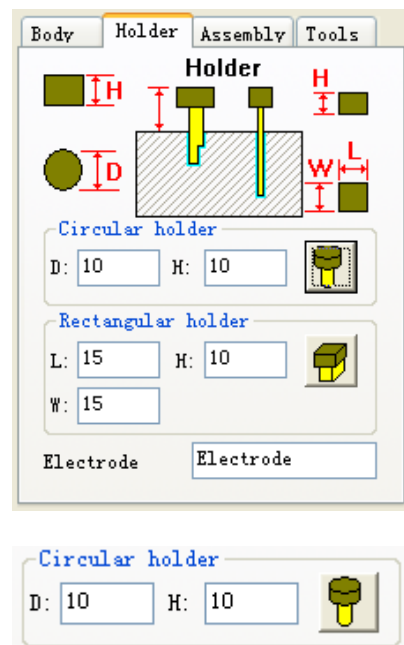 Body Holder Assembly Tools
Holder
H H
D L
W
Circular holder
D: 10 H: 10
Rectangular holder
L: 15 H: 10
W: 15
Electrode Electrode
Circular holder
D: 10 H: 10